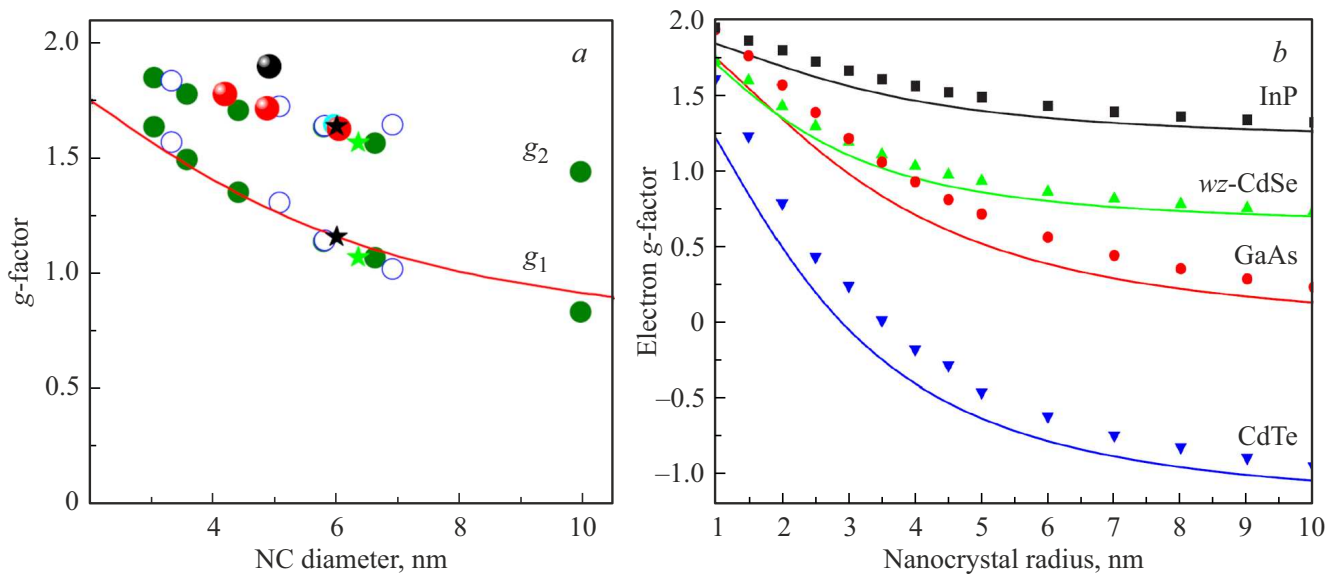 a
2.0
1.5
1.0
0.5
0
g-factor
g2
g1
4
6
8
10
NC diameter, nm
b
2.0
1.5
1.0
0.5
0
−0.5
−1.0
Electron g-factor
InP
wz-CdSe
GaAs
CdTe
1
2
3
4
5
6
7
8
9
10
Nanocrystal radius, nm